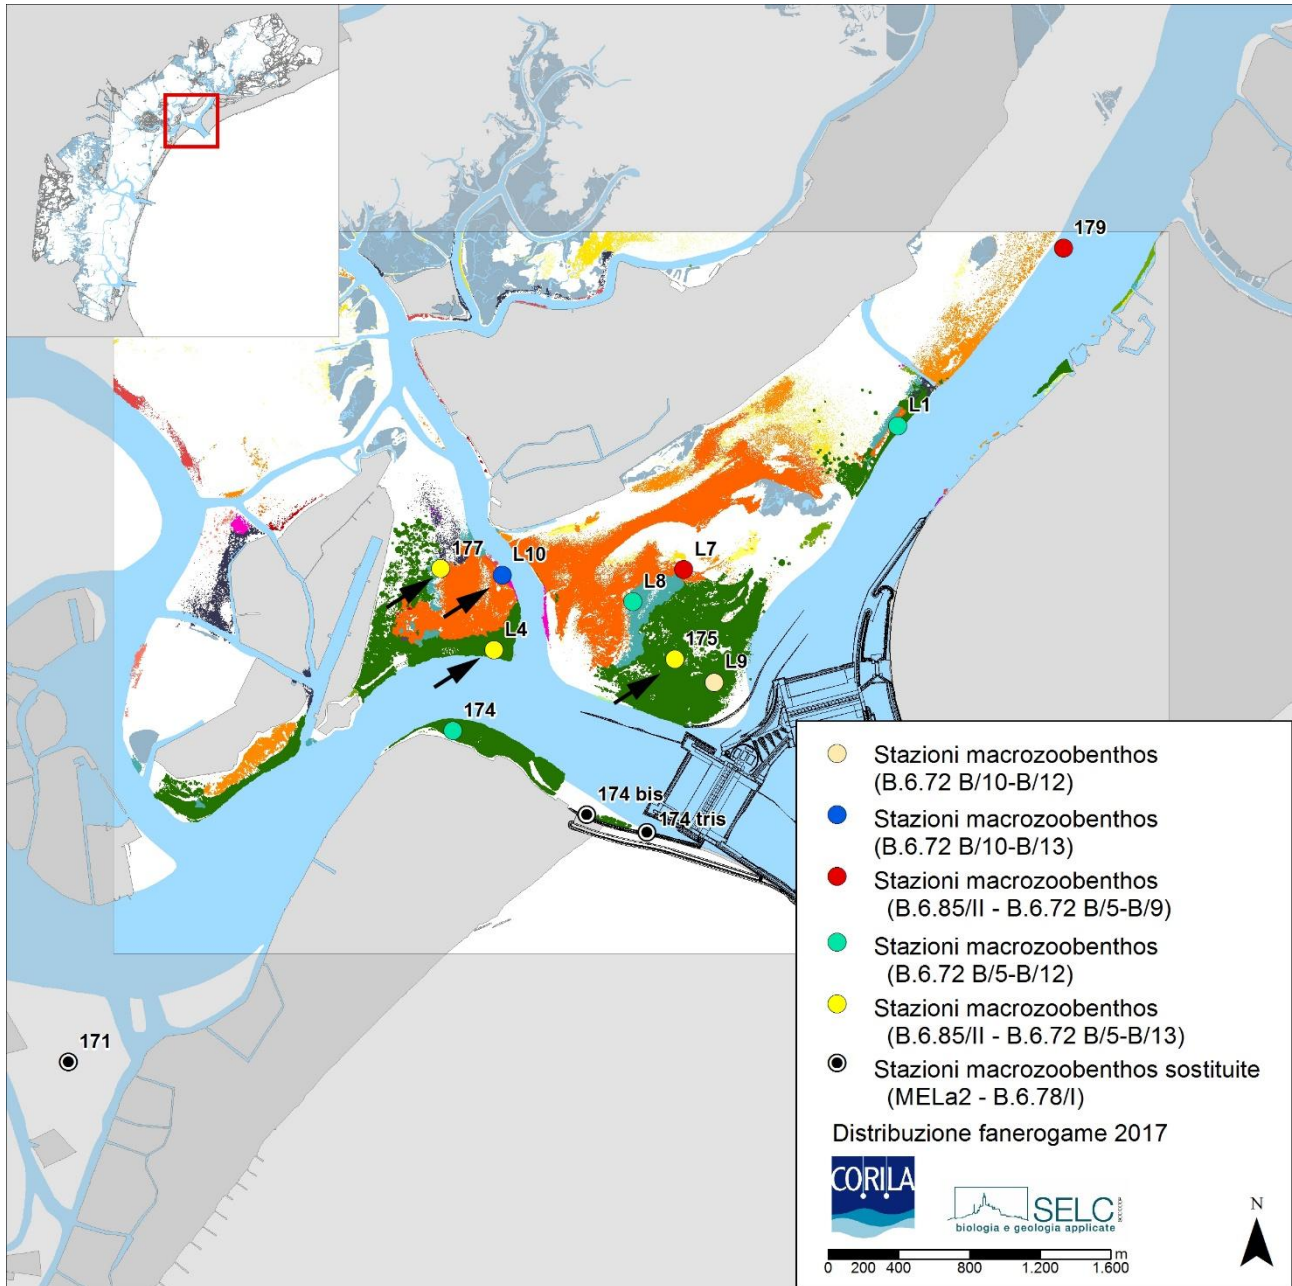 179
L1
177
L10
L7
L8
L4
175
L9
174
174 bis
174 tris
171
Stazioni macrozoobenthos
(B.6.72 B/10-B/12)
Stazioni macrozoobenthos
(B.6.72 B/10-B/13)
Stazioni macrozoobenthos
(B.6.85/II - B.6.72 B/5-B/9)
Stazioni macrozoobenthos
(B.6.72 B/5-B/12)
Stazioni macrozoobenthos
(B.6.85/II - B.6.72 B/5-B/13)
Stazioni macrozoobenthos sostituite
(MELa2 - B.6.78/I)
Distribuzione fanerogame 2017
CORILA
SELC
biologia e geologia applicate
N
m
0 200 400 800 1.200 1.600